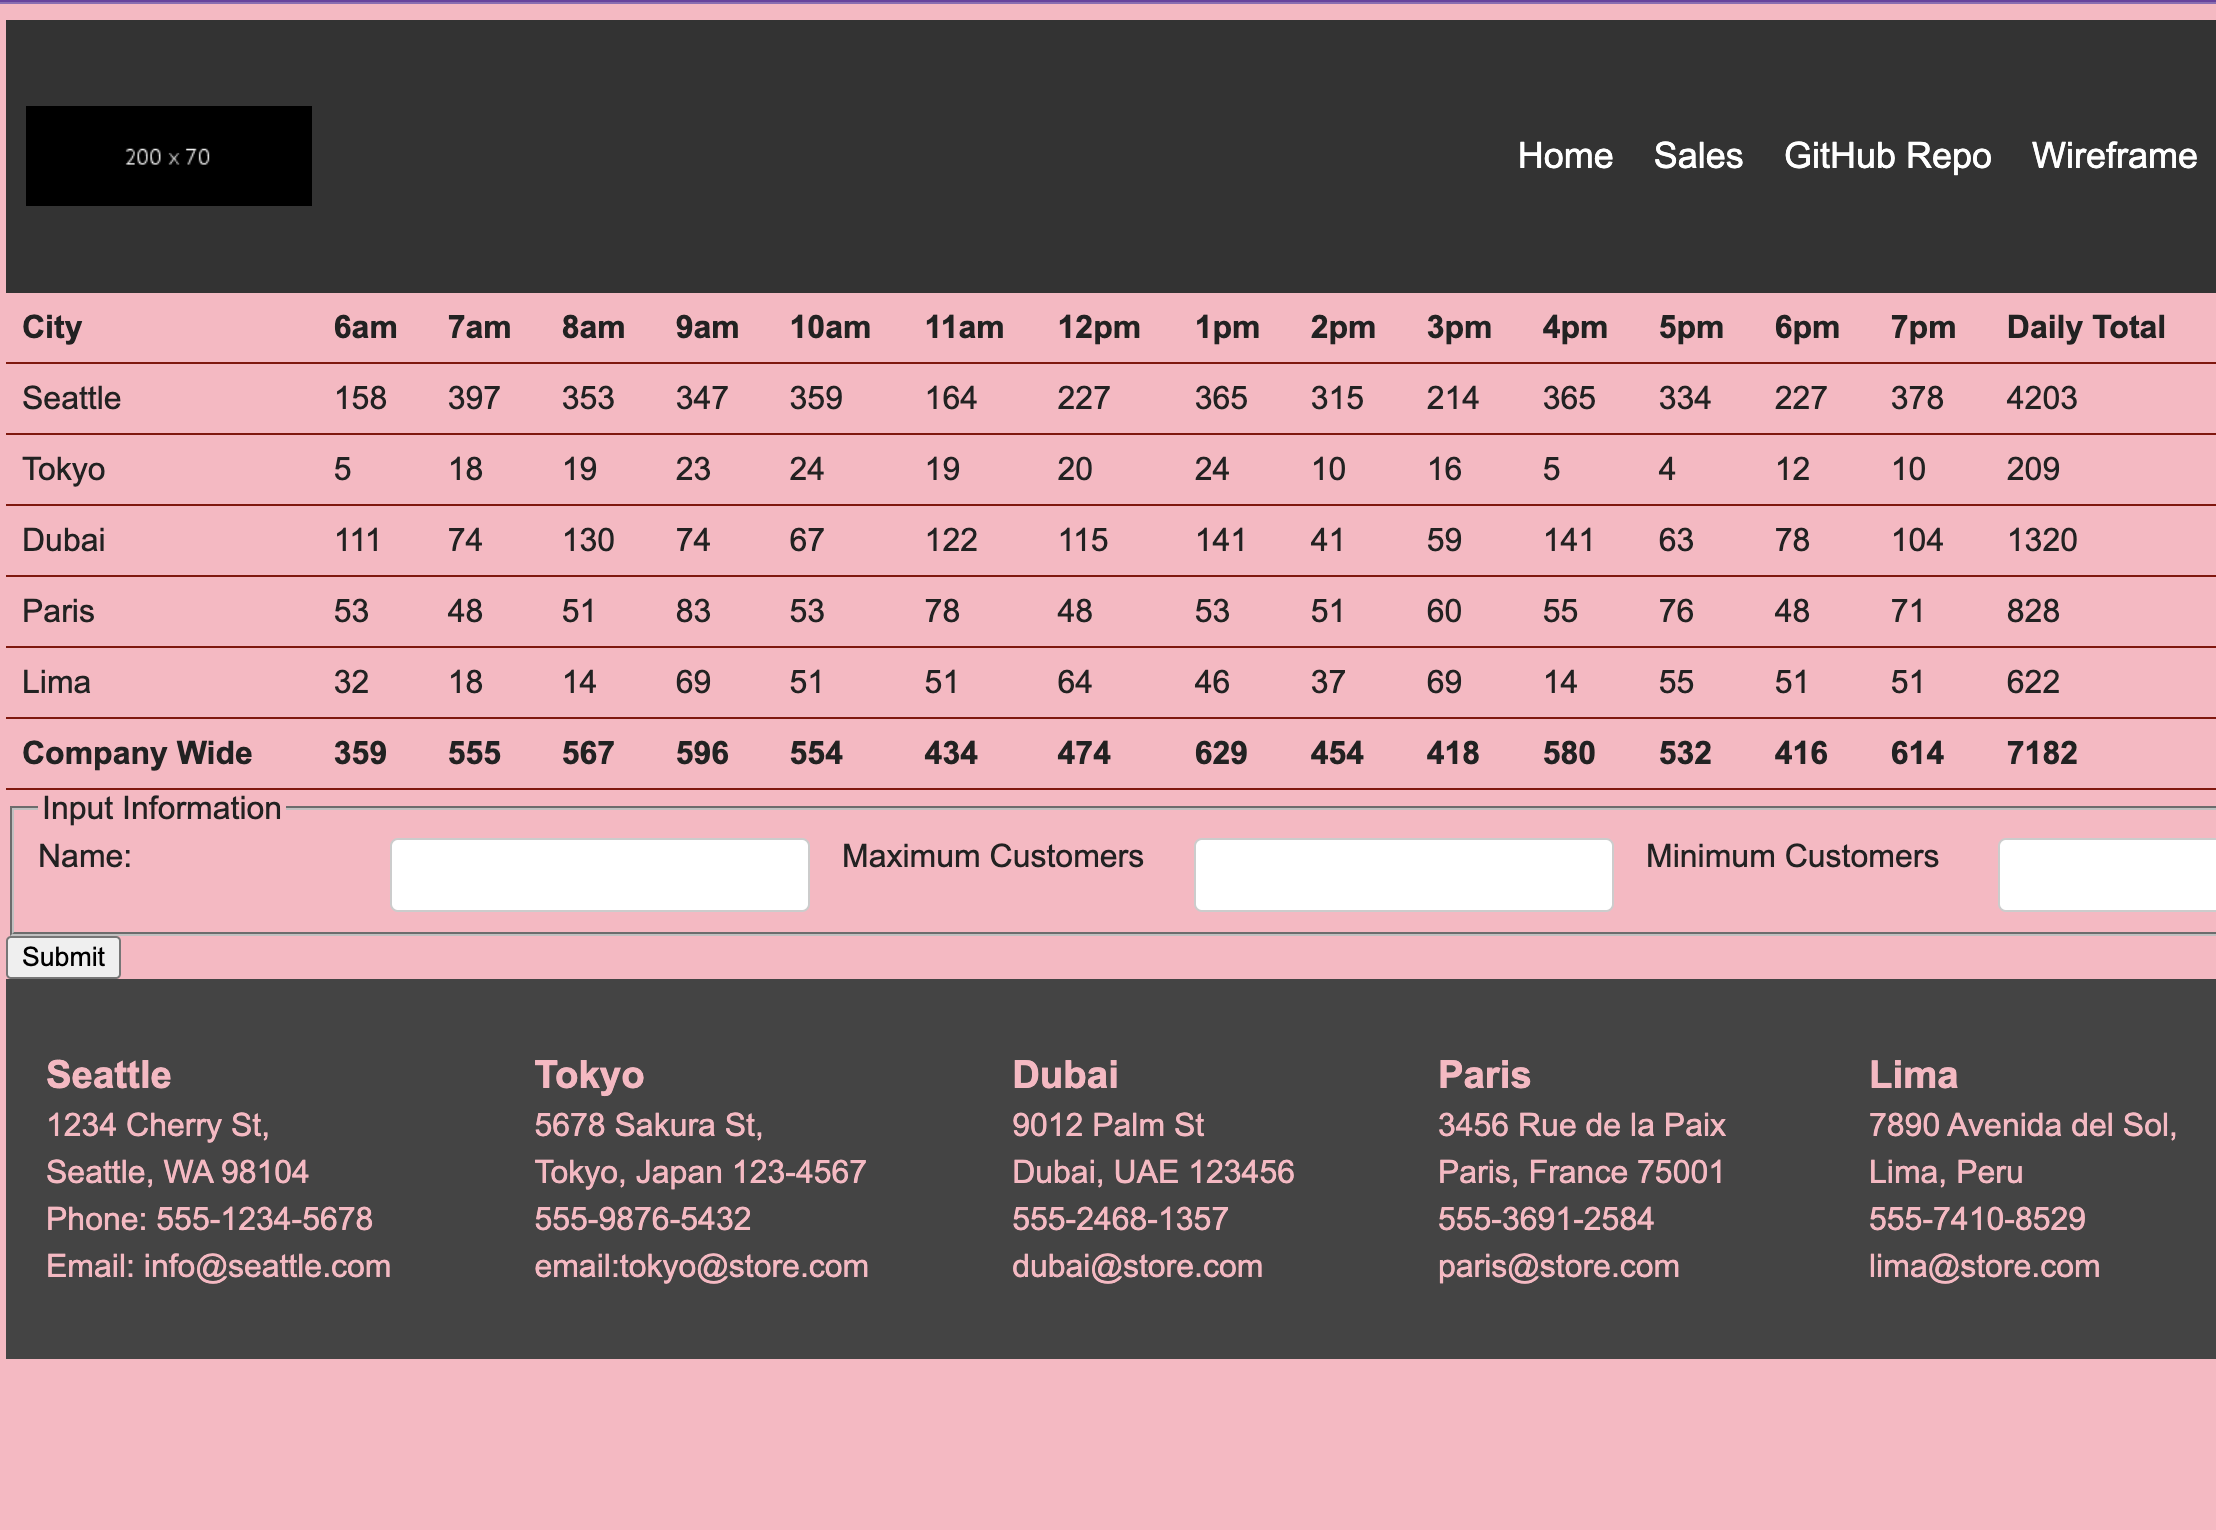 200 x 70
Home Sales GitHub Repo Wireframe
City 6am 7am 8am 9am 10am 11am 12pm 1pm 2pm 3pm 4pm 5pm 6pm 7pm Daily Total
Seattle 158 397 353 347 359 164 227 365 315 214 365 334 227 378 4203
Tokyo 5 18 19 23 24 19 20 24 10 16 5 4 12 10 209
Dubai 111 74 130 74 67 122 115 141 41 59 141 63 78 104 1320
Paris 53 48 51 83 53 78 48 53 51 60 55 76 48 71 828
Lima 32 18 14 69 51 51 64 46 37 69 14 55 51 51 622
Company Wide 359 555 567 596 554 434 474 629 454 418 580 532 416 614 7182
Input Information
Name: Maximum Customers Minimum Customers
Submit
Seattle
1234 Cherry St,
Seattle, WA 98104
Phone: 555-1234-5678
Email: info@seattle.com
Tokyo
5678 Sakura St,
Tokyo, Japan 123-4567
555-9876-5432
email:tokyo@store.com
Dubai
9012 Palm St
Dubai, UAE 123456
555-2468-1357
dubai@store.com
Paris
3456 Rue de la Paix
Paris, France 75001
555-3691-2584
paris@store.com
Lima
7890 Avenida del Sol,
Lima, Peru
555-7410-8529
lima@store.com